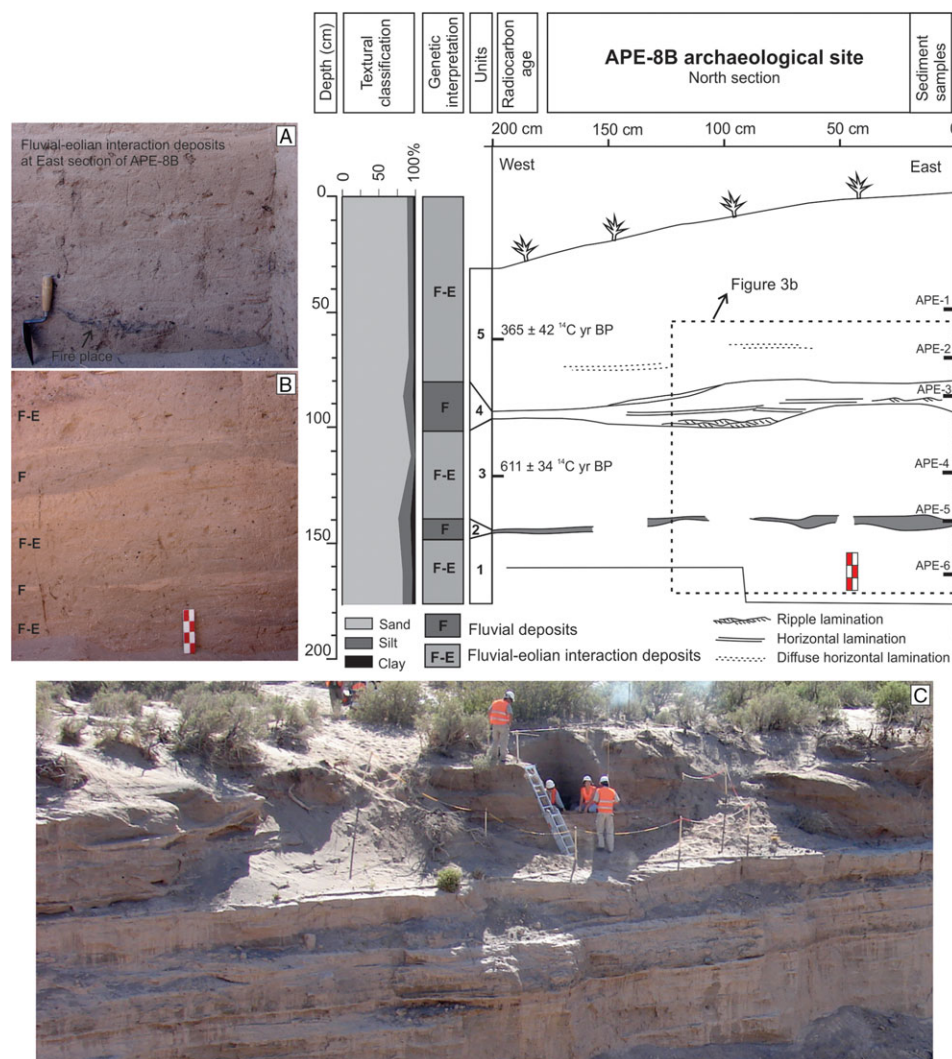 Depth (cm)
Textural
classification
Genetic
interpretation
Units
Radiocarbon
age
APE-8B archaeological site
North section
Sediment
samples
200 cm
150 cm
100 cm
50 cm
West
East
0
100%
A
Fluvial-eolian interaction deposits
at East section of APE-8B
Fire place
B
F-E
F
F-E
F
F-E
0
50
100
150
200
F-E
F
F-E
F
F-E
5
4
3
2
1
365 ± 42 ¹⁴C yr BP
611 ± 34 ¹⁴C yr BP
Figure 3b
APE-1
APE-2
APE-3
APE-4
APE-5
APE-6
Sand
Silt
Clay
F Fluvial deposits
F-E Fluvial-eolian interaction deposits
Ripple lamination
Horizontal lamination
Diffuse horizontal lamination
C